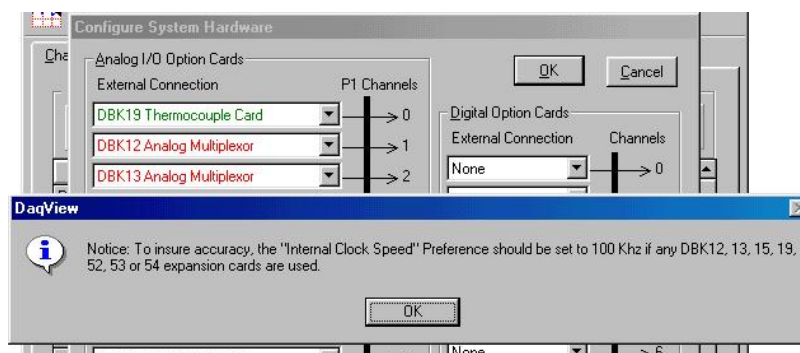 Configure System Hardware
Cha
Analog I/O Option Cards
OK
Cancel
External Connection
P1 Channels
DBK19 Thermocouple Card
0
Digital Option Cards
DBK12 Analog Multiplexor
1
External Connection
Channels
DBK13 Analog Multiplexor
2
None
0
DaqView
Notice: To insure accuracy, the "Internal Clock Speed" Preference should be set to 100 Khz if any DBK12, 13, 15, 19,
52, 53 or 54 expansion cards are used.
OK
None
6